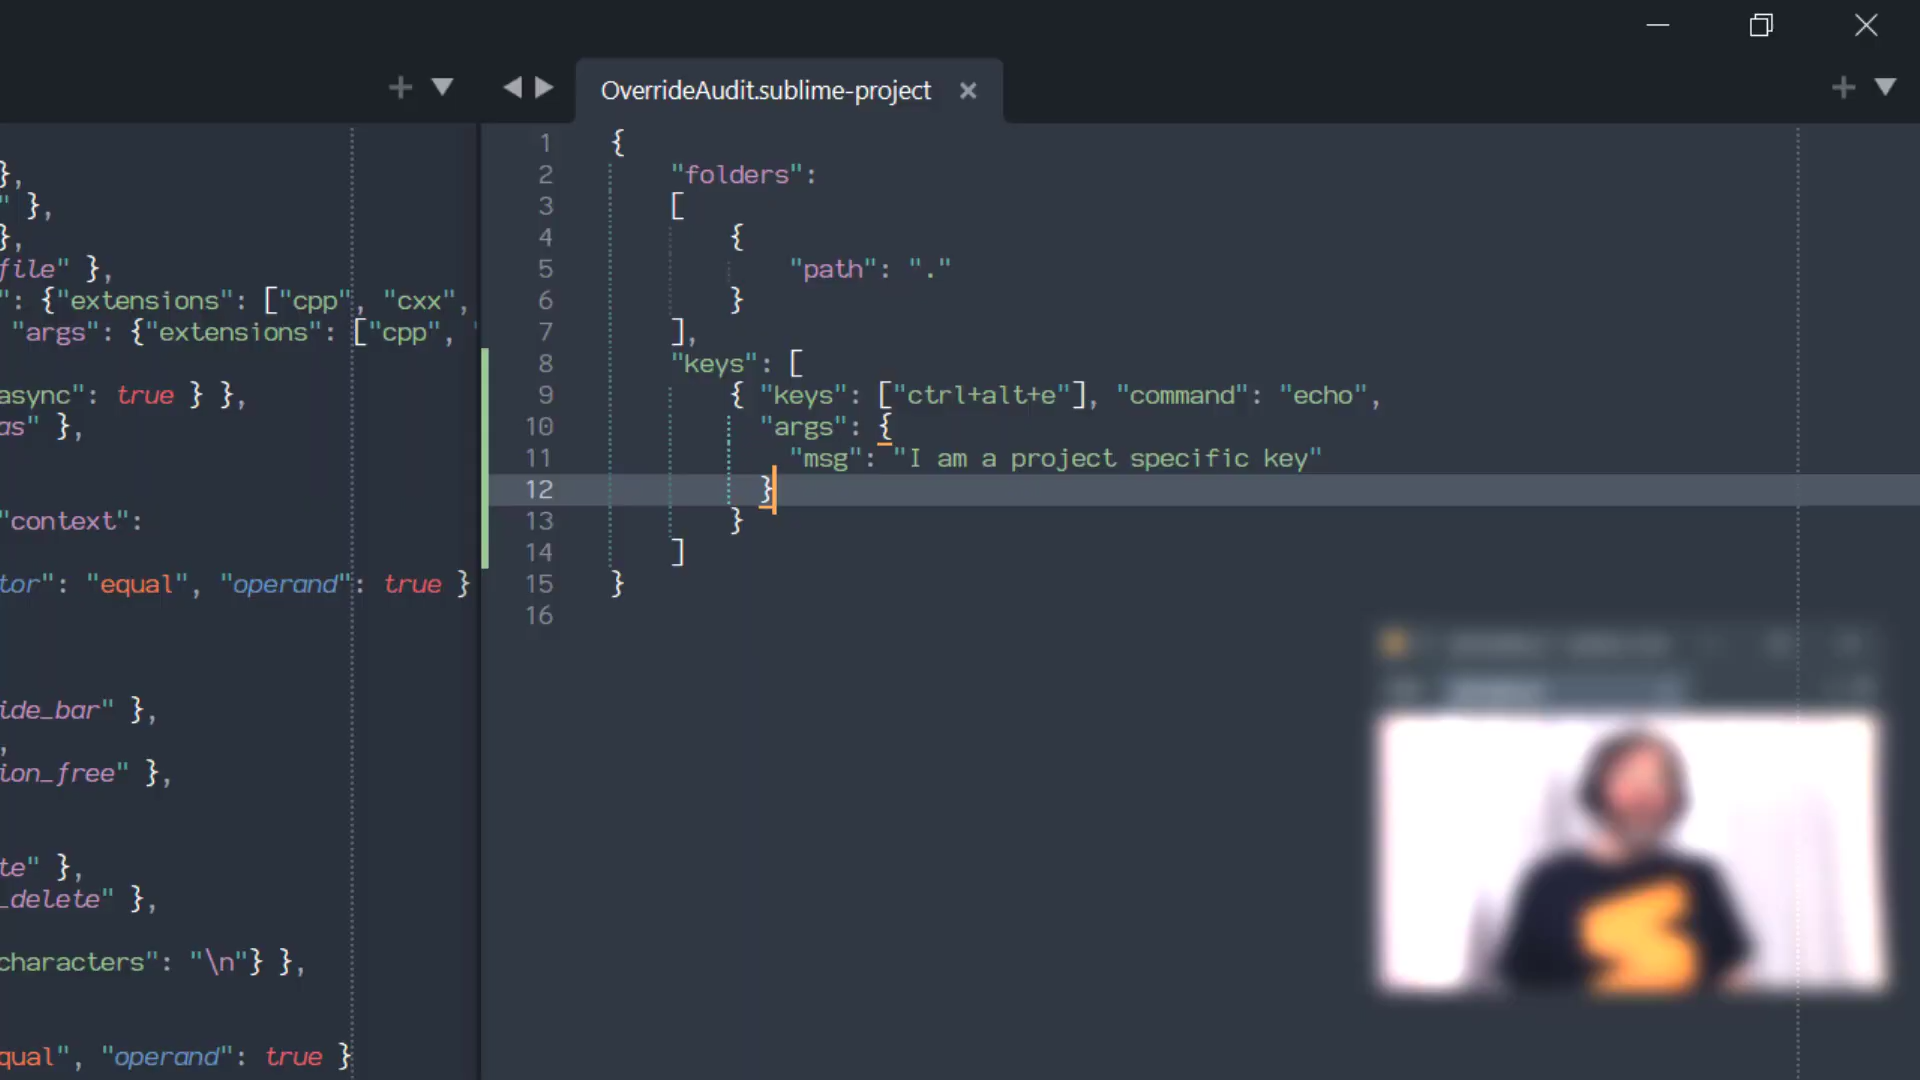 OverrideAudit.sublime-project
},
" },
},
file" },
": {"extensions": ["cpp", "cxx",
"args": {"extensions": ["cpp", "
async": true } },
as" },
"context":
tor": "equal", "operand": true }
ide_bar" },
,
ion_free" },
te" },
_delete" },
characters": "\n"} },
qual", "operand": true }
1 {
2 "folders":
3 [
4 {
5 "path": "."
6 }
7 ],
8 "keys": [
9 { "keys": ["ctrl+alt+e"], "command": "echo",
10 "args": {
11 "msg": "I am a project specific key"
12 }
13 }
14 ]
15 }
16